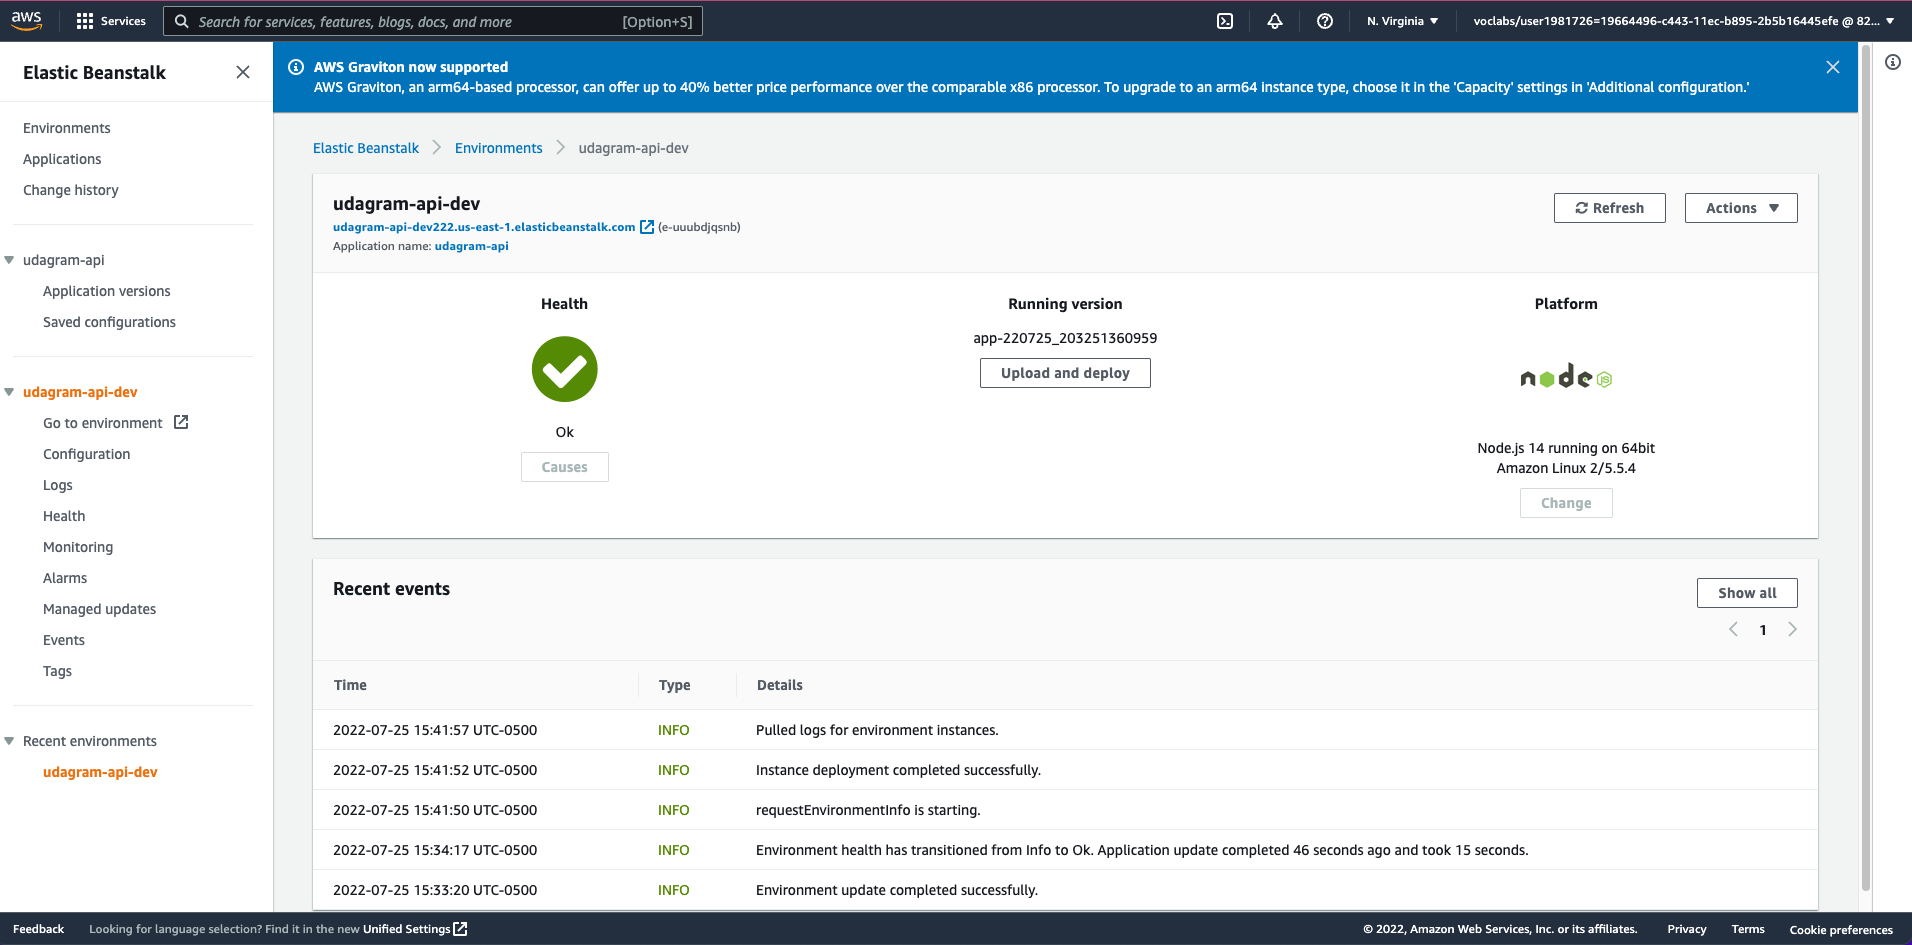 aws
Services
Search for services, features, blogs, docs, and more [Option+S]
N. Virginia
voclabs/user1981726=19664496-c443-11ec-b895-2b5b16445efe @ 82...
Elastic Beanstalk
Environments
Applications
Change history
udagram-api
Application versions
Saved configurations
udagram-api-dev
Go to environment
Configuration
Logs
Health
Monitoring
Alarms
Managed updates
Events
Tags
Recent environments
udagram-api-dev
AWS Graviton now supported
AWS Graviton, an arm64-based processor, can offer up to 40% better price performance over the comparable x86 processor. To upgrade to an arm64 instance type, choose it in the 'Capacity' settings in 'Additional configuration.'
Elastic Beanstalk Environments udagram-api-dev
udagram-api-dev
udagram-api-dev222.us-east-1.elasticbeanstalk.com (e-uuubdjqsnb)
Application name: udagram-api
Refresh
Actions
Health
Ok
Causes
Running version
app-220725_203251360959
Upload and deploy
Platform
node JS
Node.js 14 running on 64bit
Amazon Linux 2/5.5.4
Change
Recent events
Show all
1
Time Type Details
2022-07-25 15:41:57 UTC-0500 INFO Pulled logs for environment instances.
2022-07-25 15:41:52 UTC-0500 INFO Instance deployment completed successfully.
2022-07-25 15:41:50 UTC-0500 INFO requestEnvironmentInfo is starting.
2022-07-25 15:34:17 UTC-0500 INFO Environment health has transitioned from Info to Ok. Application update completed 46 seconds ago and took 15 seconds.
2022-07-25 15:33:20 UTC-0500 INFO Environment update completed successfully.
Feedback Looking for language selection? Find it in the new Unified Settings
© 2022, Amazon Web Services, Inc. or its affiliates. Privacy Terms Cookie preferences